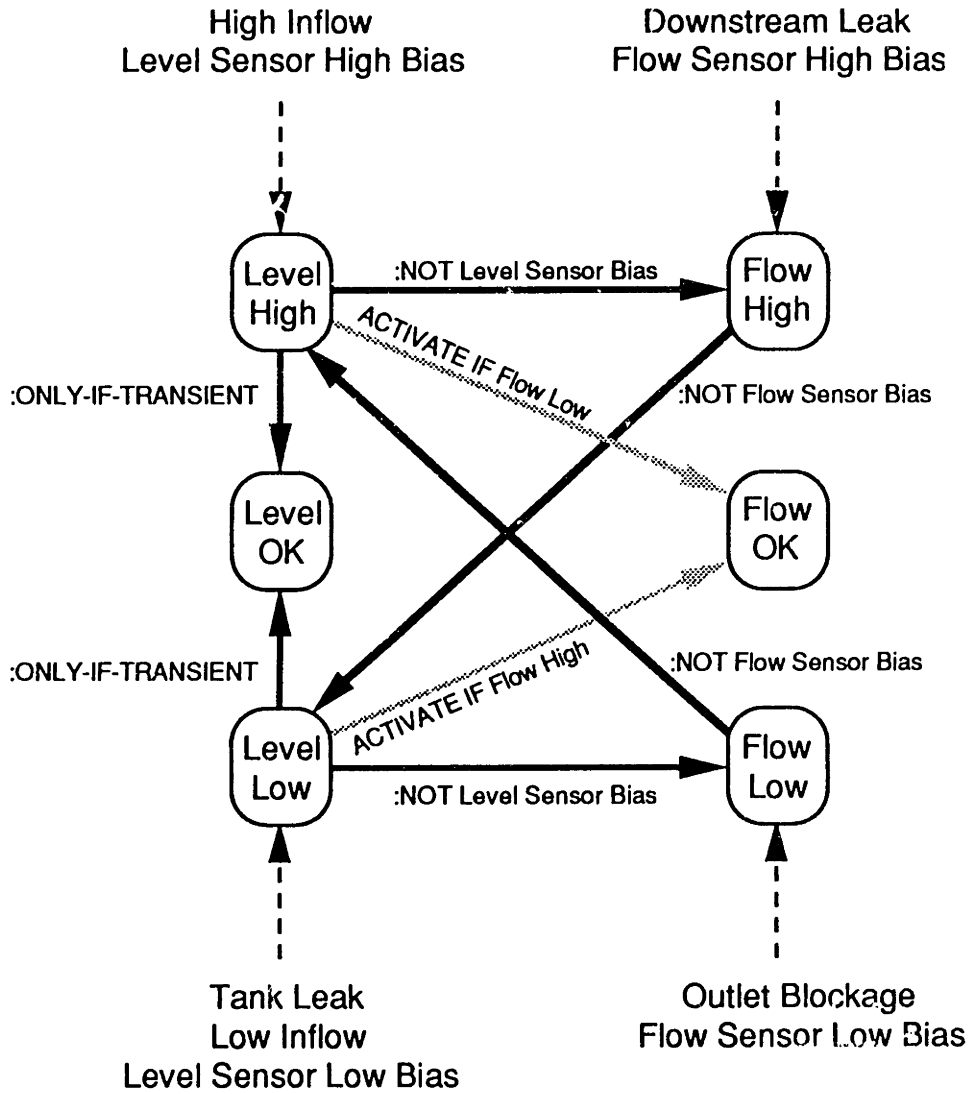 High Inflow
Level Sensor High Bias
Downstream Leak
Flow Sensor High Bias
Level
High
:NOT Level Sensor Bias
Flow
High
ACTIVATE IF Flow Low
:ONLY-IF-TRANSIENT
:NOT Flow Sensor Bias
Level
OK
Flow
OK
:ONLY-IF-TRANSIENT
ACTIVATE IF Flow High
:NOT Flow Sensor Bias
Level
Low
:NOT Level Sensor Bias
Flow
Low
Tank Leak
Low Inflow
Level Sensor Low Bias
Outlet Blockage
Flow Sensor Low Bias